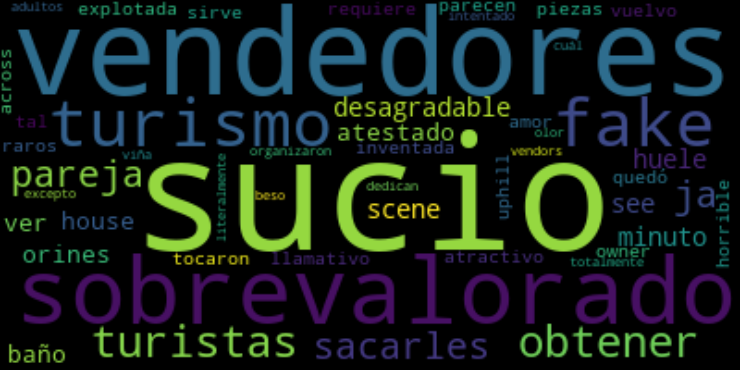 adultos explotada sirve requiere parecen piezas vuelvo
intentado
vendedores cuál
across
turismo desagradable fake
tal atestado amor
raros olor
viña organizaron inventada vendors huele
pareja sucio
excepto literalmente beso dedican scene uphill quedó see ja
ver house minuto horrible
orines owner
tocaron llamativo atractivo totalmente
sobrevalorado
baño turistas sacarles obtener